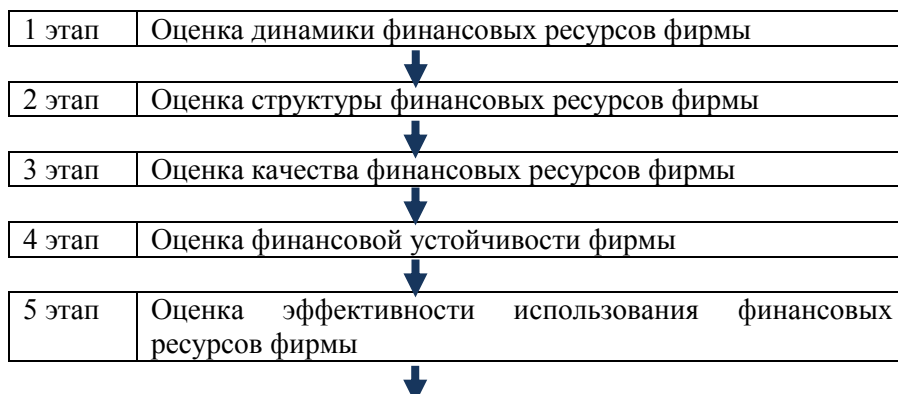 1 этап Оценка динамики финансовых ресурсов фирмы
2 этап Оценка структуры финансовых ресурсов фирмы
3 этап Оценка качества финансовых ресурсов фирмы
4 этап Оценка финансовой устойчивости фирмы
5 этап Оценка эффективности использования финансовых
ресурсов фирмы